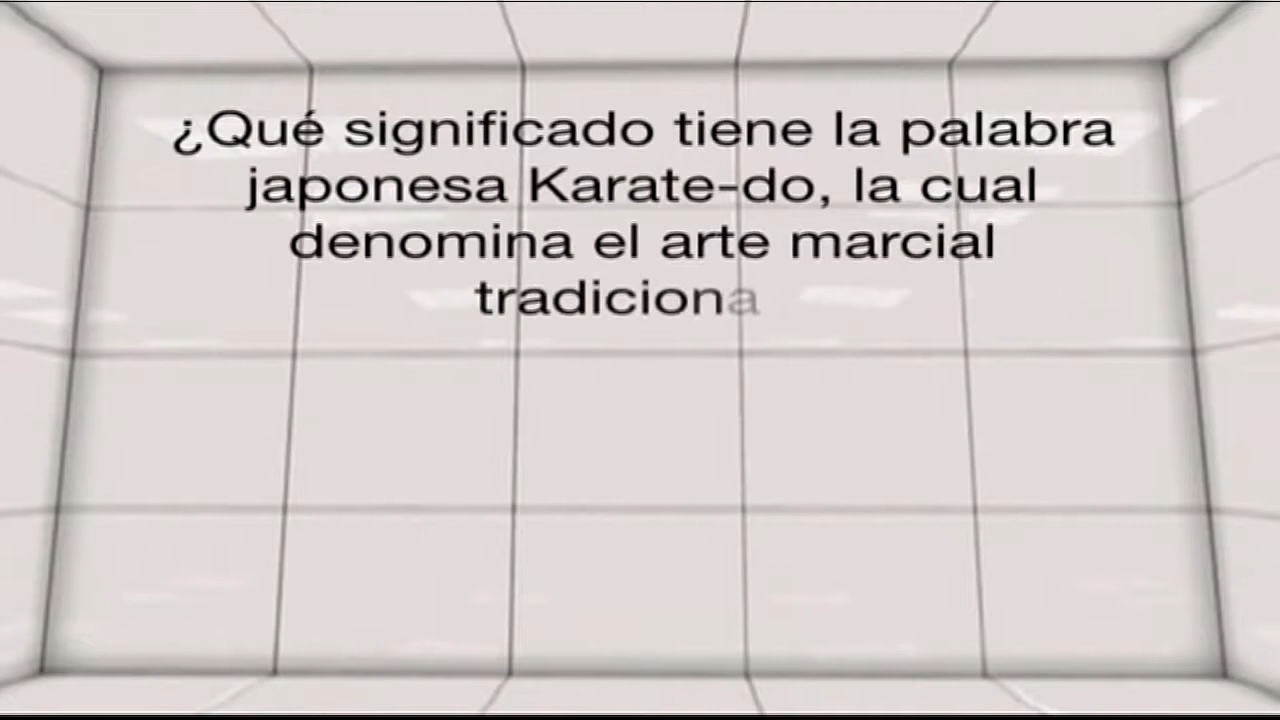 ¿Qué significado tiene la palabra
japonesa Karate-do, la cual
denomina el arte marcial
tradiciona